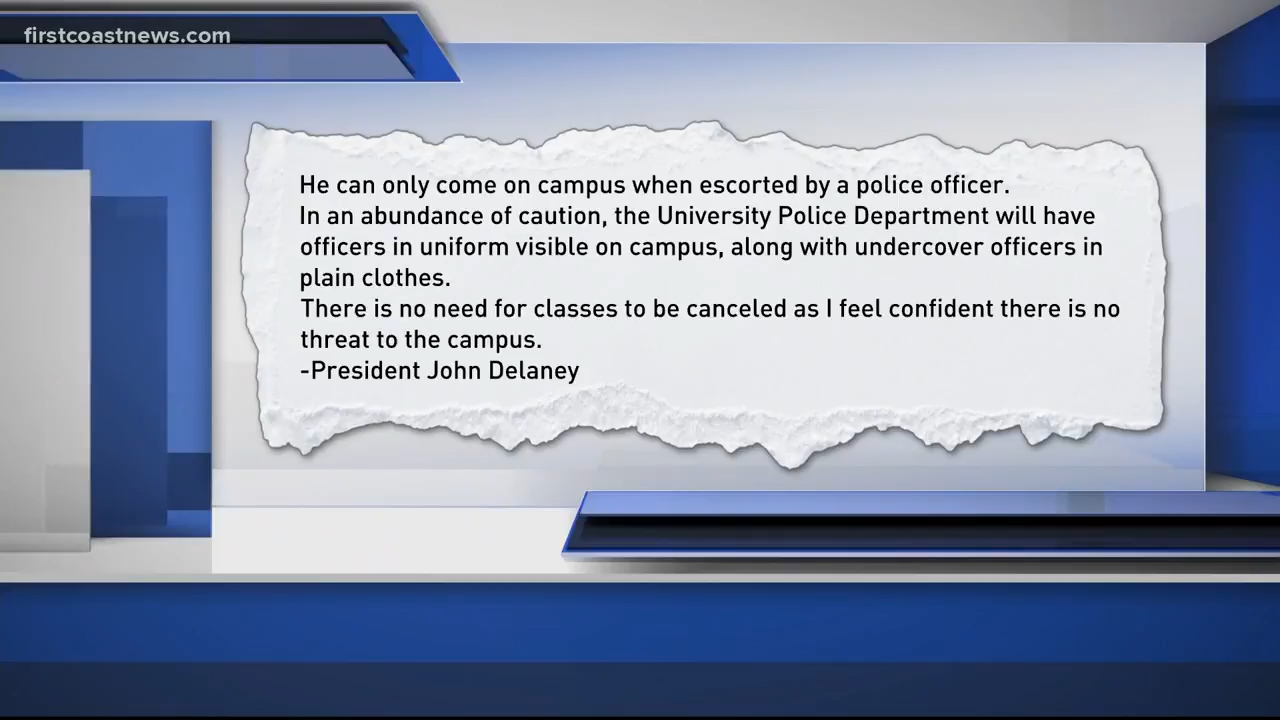 firstcoastnews.com
He can only come on campus when escorted by a police officer.
In an abundance of caution, the University Police Department will have
officers in uniform visible on campus, along with undercover officers in
plain clothes.
There is no need for classes to be canceled as I feel confident there is no
threat to the campus.
-President John Delaney